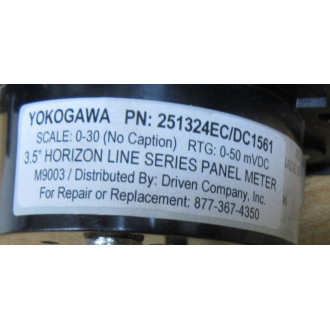 YOKOGAWA PN: 251324EC/DC1561
SCALE: 0-30 (No Caption) RTG: 0-50 mVDC
3.5" HORIZON LINE SERIES PANEL METER
M9003 / Distributed By: Driven Company, Inc.
For Repair or Replacement: 877-367-4350